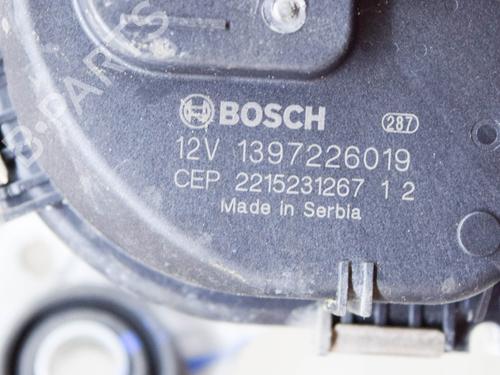 BOSCH 287
12V 1397226019
CEP 2215231267 1 2
Made in Serbia